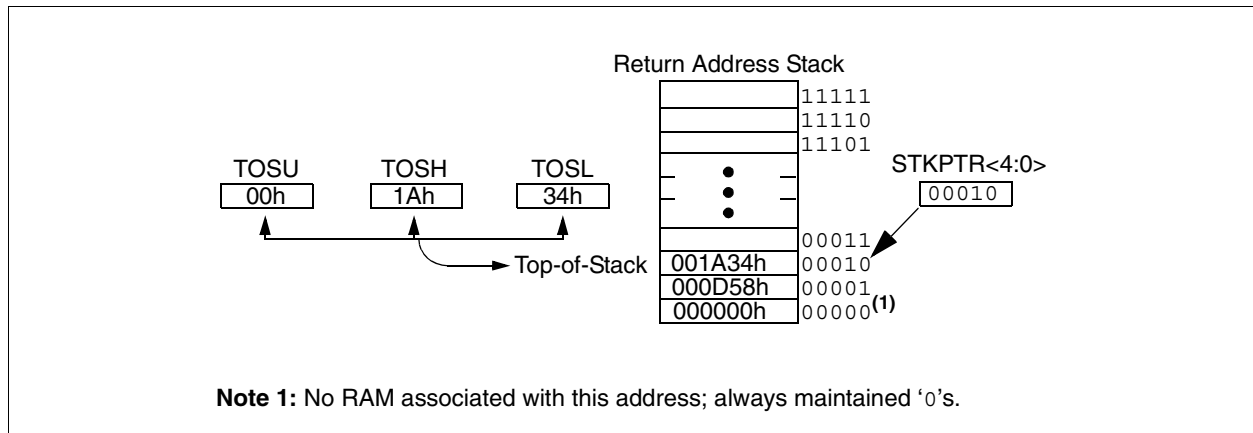 Return Address Stack
11111
11110
11101
TOSU TOSH TOSL STKPTR<4:0>
00h 1Ah 34h 00010
00011
Top-of-Stack 001A34h 00010
000D58h 00001
000000h 00000(1)
Note 1: No RAM associated with this address; always maintained ‘0’s.